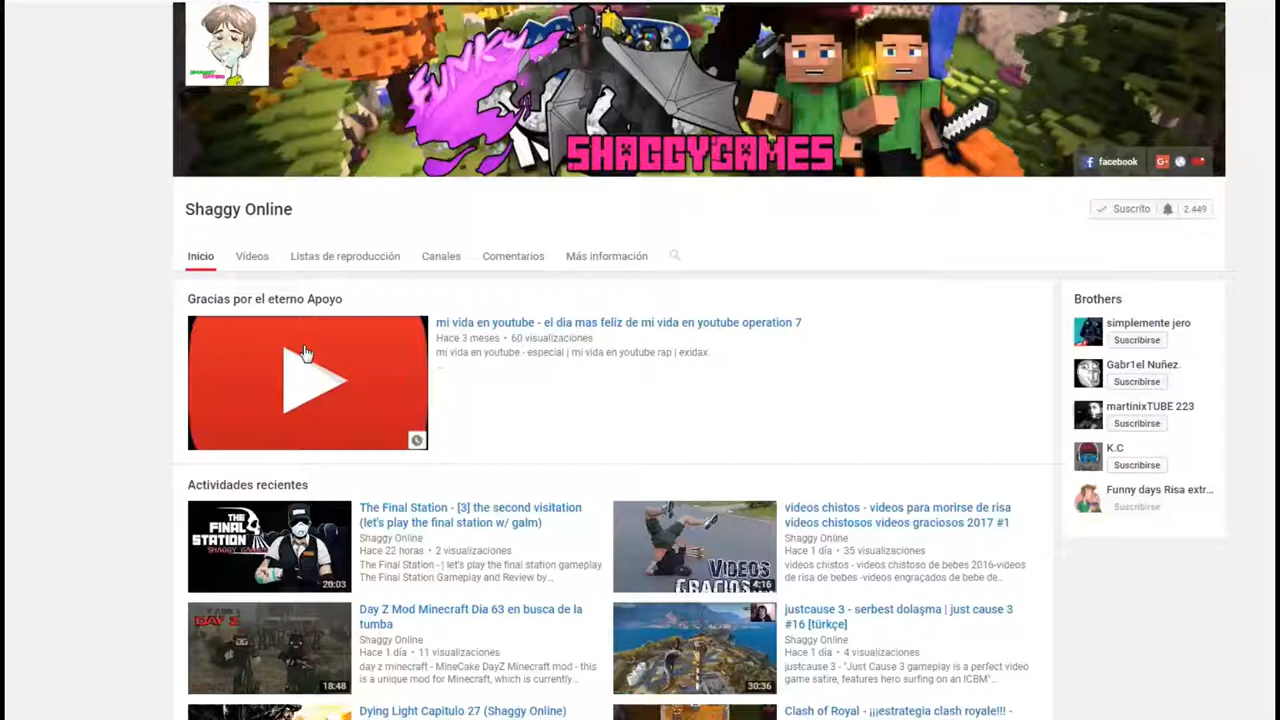 SHAGGYGAMES
facebook
Shaggy Online
Suscrito 2.449
Inicio Vídeos Listas de reproducción Canales Comentarios Más información
Gracias por el eterno Apoyo
mi vida en youtube - el dia mas feliz de mi vida en youtube operation 7
Hace 3 meses • 60 visualizaciones
mi vida en youtube - especial | mi vida en youtube rap | exidax.
...
Brothers
simplemente jero
Suscribirse
Gabr1el Nuñez.
Suscribirse
martinixTUBE 223
Suscribirse
K.C
Suscribirse
Funny days Risa extr...
Suscribirse
Actividades recientes
THE FINAL STATION
SHAGGY GAMES
20:03
The Final Station - [3] the second visitation
(let's play the final station w/ galm)
Shaggy Online
Hace 22 horas • 2 visualizaciones
The Final Station - | let's play the final station gameplay
The Final Station Gameplay and Review by...
VIDEOS
GRACIOS
4:16
videos chistos - videos para morirse de risa
videos chistosos videos graciosos 2017 #1
Shaggy Online
Hace 1 día • 35 visualizaciones
videos chistos - videos chistoso de bebes 2016-videos
de risa de bebes -videos engraçados de bebe de...
DAY Z
18:48
Day Z Mod Minecraft Dia 63 en busca de la
tumba
Shaggy Online
Hace 1 día • 11 visualizaciones
day z minecraft - MineCake DayZ Minecraft mod - this
is a unique mod for Minecraft, which is currently...
30:36
justcause 3 - serbest dolaşma | just cause 3
#16 [türkçe]
Shaggy Online
Hace 1 día • 4 visualizaciones
justcause 3 - "Just Cause 3 gameplay is a perfect video
game satire, features hero surfing on an ICBM"...
Dying Light Capitulo 27 (Shaggy Online)
Clash of Royal - ¡¡¡estrategia clash royale!!! -